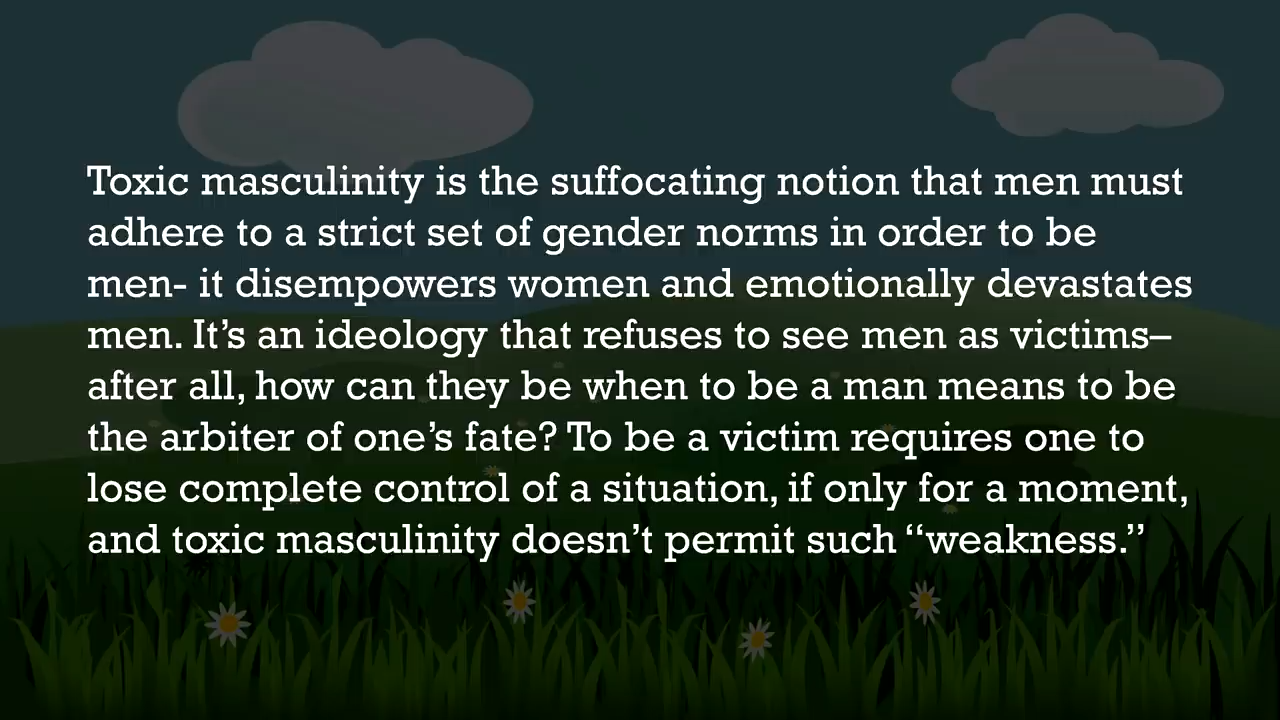 Toxic masculinity is the suffocating notion that men must
adhere to a strict set of gender norms in order to be
men- it disempowers women and emotionally devastates
men. It’s an ideology that refuses to see men as victims–
after all, how can they be when to be a man means to be
the arbiter of one’s fate? To be a victim requires one to
lose complete control of a situation, if only for a moment,
and toxic masculinity doesn’t permit such “weakness.”